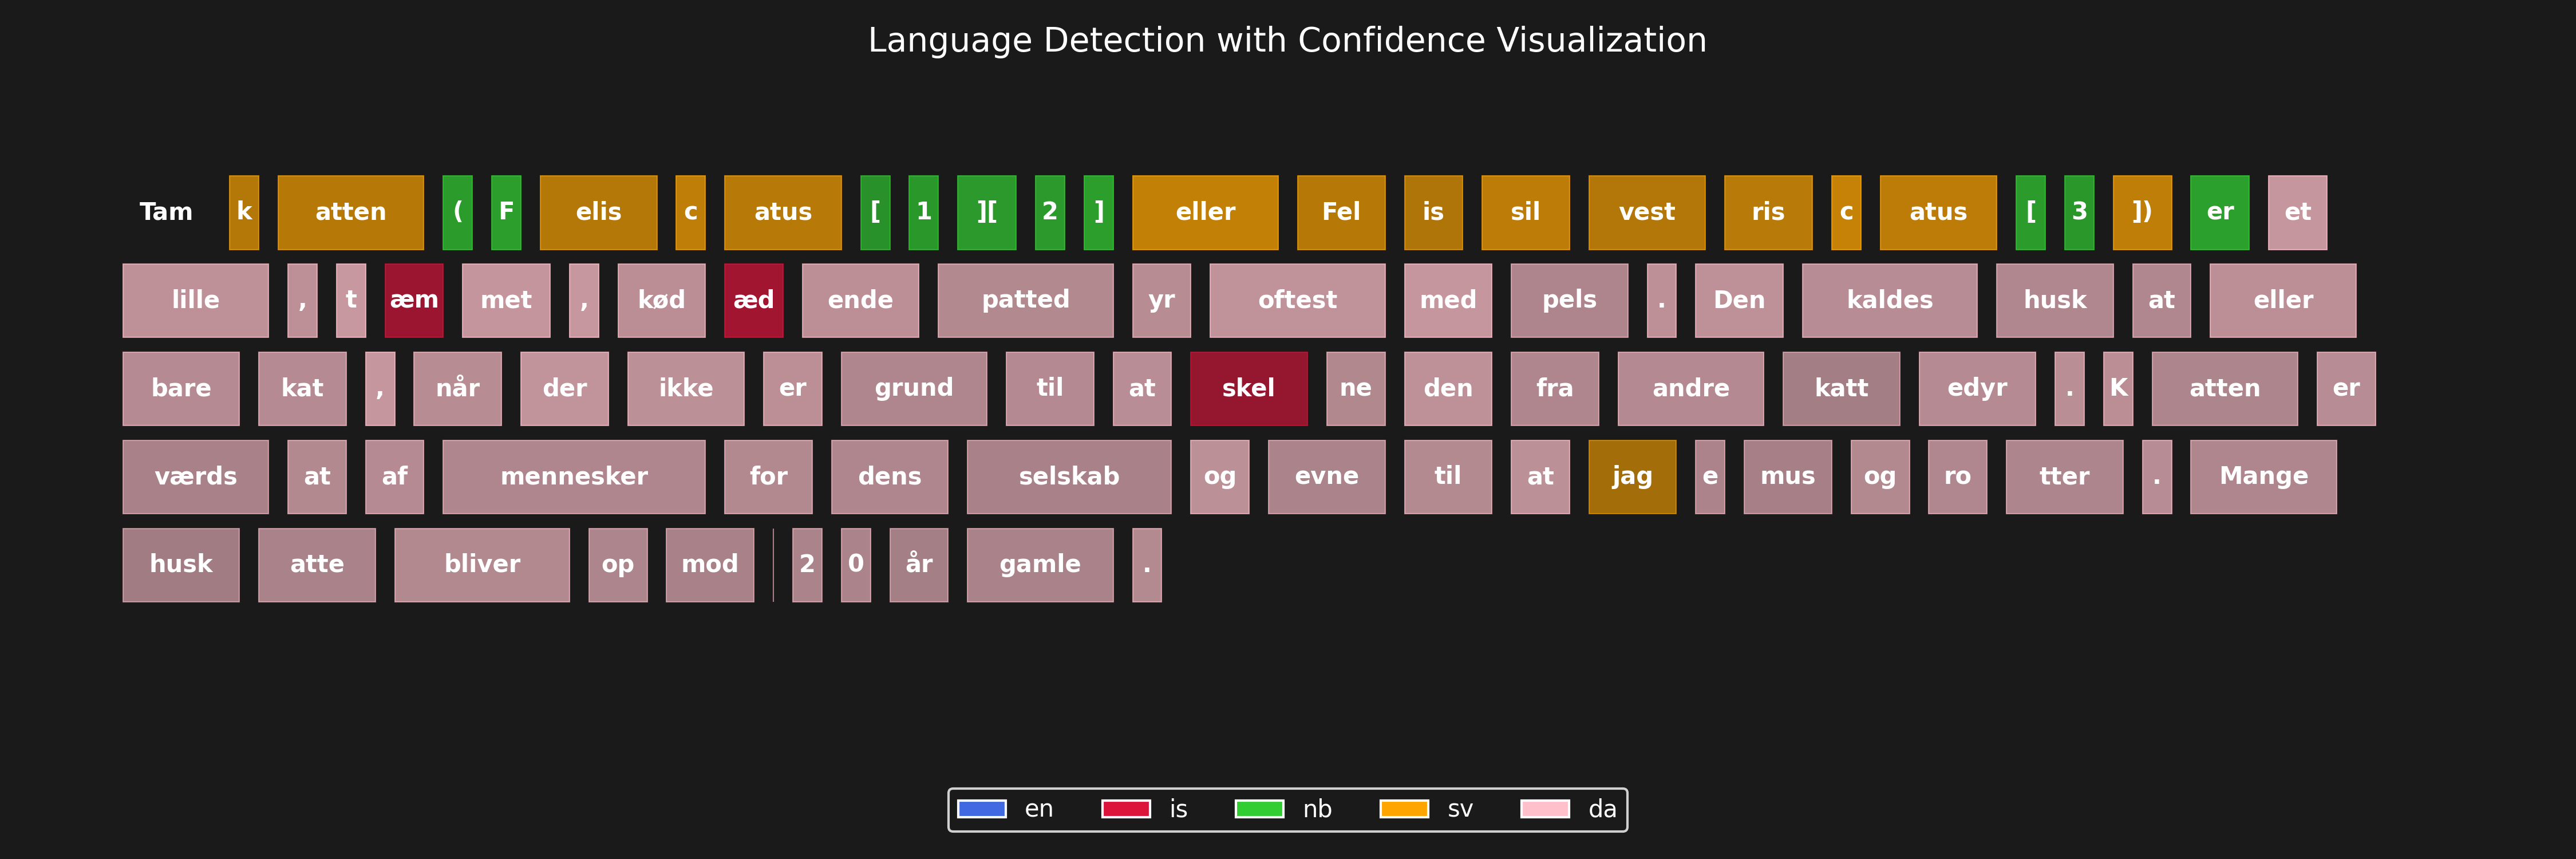 Language Detection with Confidence Visualization
Tam k atten ( F elis c atus [ 1 ][ 2 ] eller Fel is sil vest ris c atus [ 3 ]) er et
lille , t æm met , kød æd ende patted yr oftest med pels . Den kaldes husk at eller
bare kat , når der ikke er grund til at skel ne den fra andre katt edyr . K atten er
værds at af mennesker for dens selskab og evne til at jag e mus og ro tter . Mange
husk atte bliver op mod 2 0 år gamle .
en is nb sv da